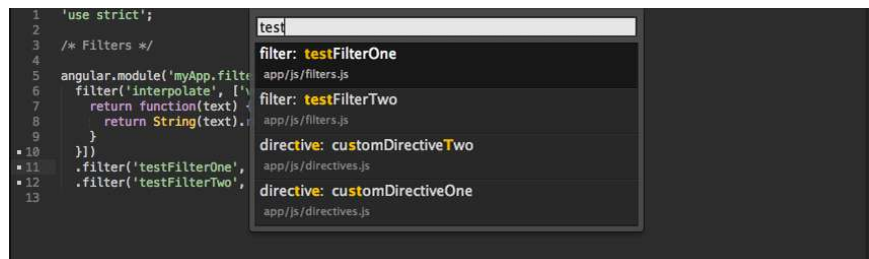 1 'use strict';
2
3 /* Filters */
4
5 angular.module('myApp.filte
6 filter('interpolate', ['v
7 return function(text) {
8 return String(text).
9 }
10 }])
11 .filter('testFilterOne',
12 .filter('testFilterTwo',
13
test
filter: testFilterOne
app/js/filters.js
filter: testFilterTwo
app/js/filters.js
directive: customDirectiveTwo
app/js/directives.js
directive: customDirectiveOne
app/js/directives.js